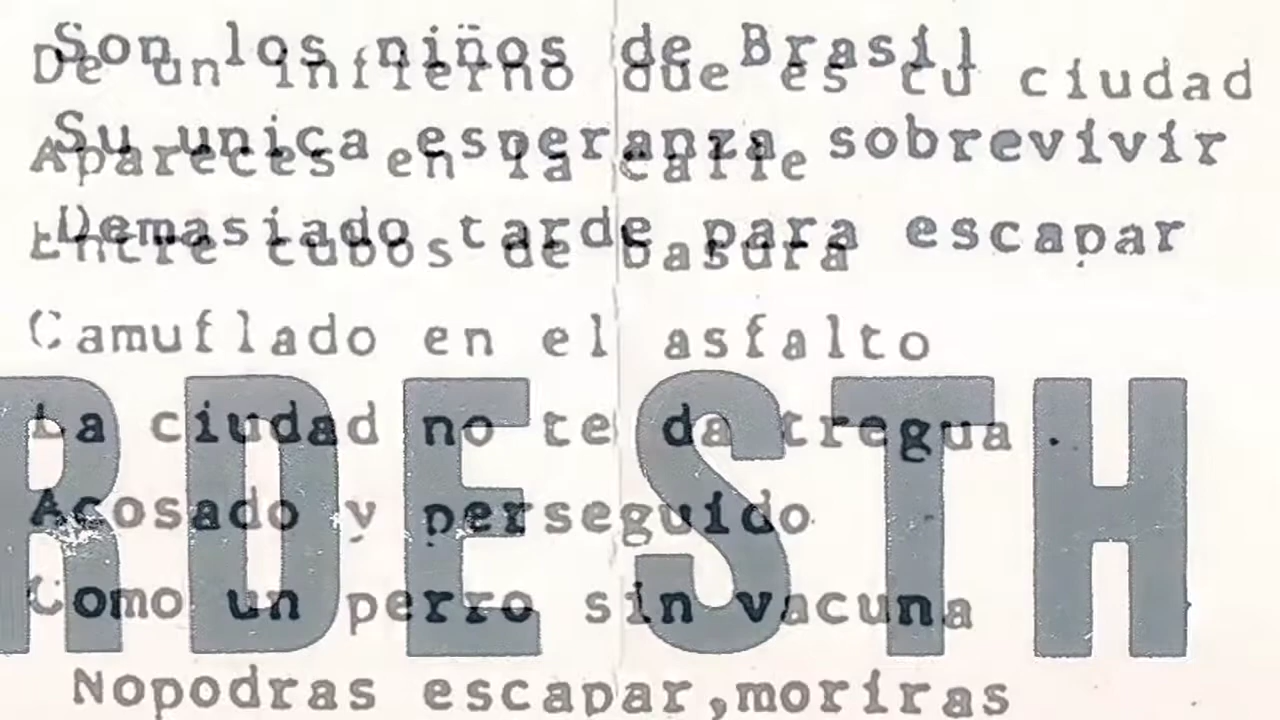 Son los niños de Brasil
De un infierno que es tu ciudad
Su unica esperanza sobrevivir
Apareces en la calle
Demasiado tarde para escapar
Entre cubos de basura
Camuflado en el asfalto
La ciudad no te da tregua.
Acosado y perseguido
Como un perro sin vacuna
RDE STH
Nopodras escapar,moriras